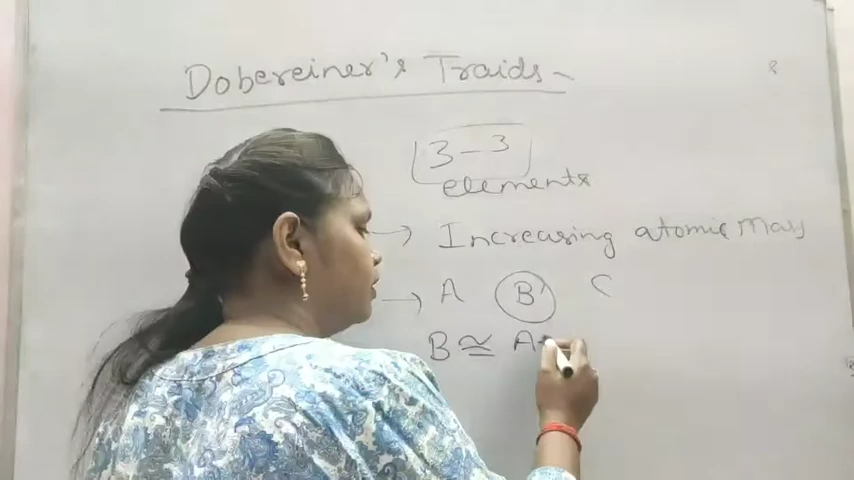 Dobereiner's Traids -
3-3
elements
→ Increasing atomic Mass
→ A B C
B ≅ A+